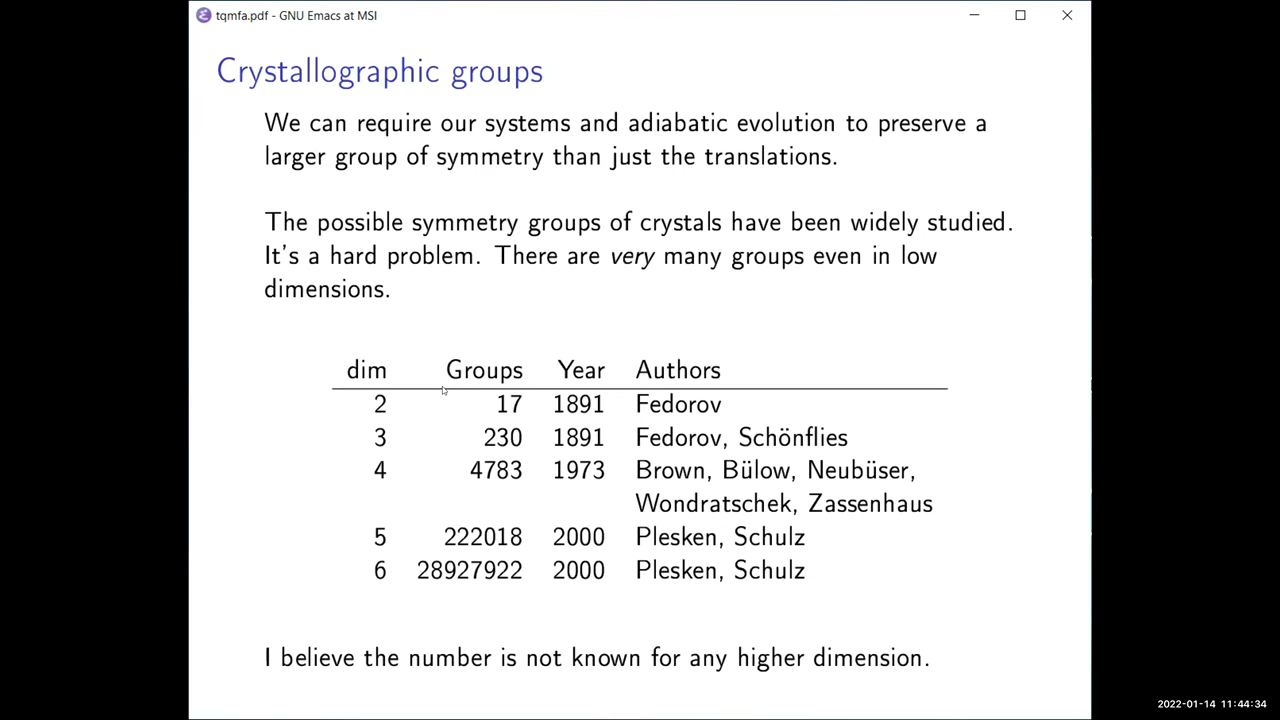 tqmfa.pdf - GNU Emacs at MSI
Crystallographic groups
We can require our systems and adiabatic evolution to preserve a
larger group of symmetry than just the translations.
The possible symmetry groups of crystals have been widely studied.
It's a hard problem. There are very many groups even in low
dimensions.
dim Groups Year Authors
2 17 1891 Fedorov
3 230 1891 Fedorov, Schönflies
4 4783 1973 Brown, Bülow, Neubüser,
Wondratschek, Zassenhaus
5 222018 2000 Plesken, Schulz
6 28927922 2000 Plesken, Schulz
I believe the number is not known for any higher dimension.
2022-01-14 11:44:34